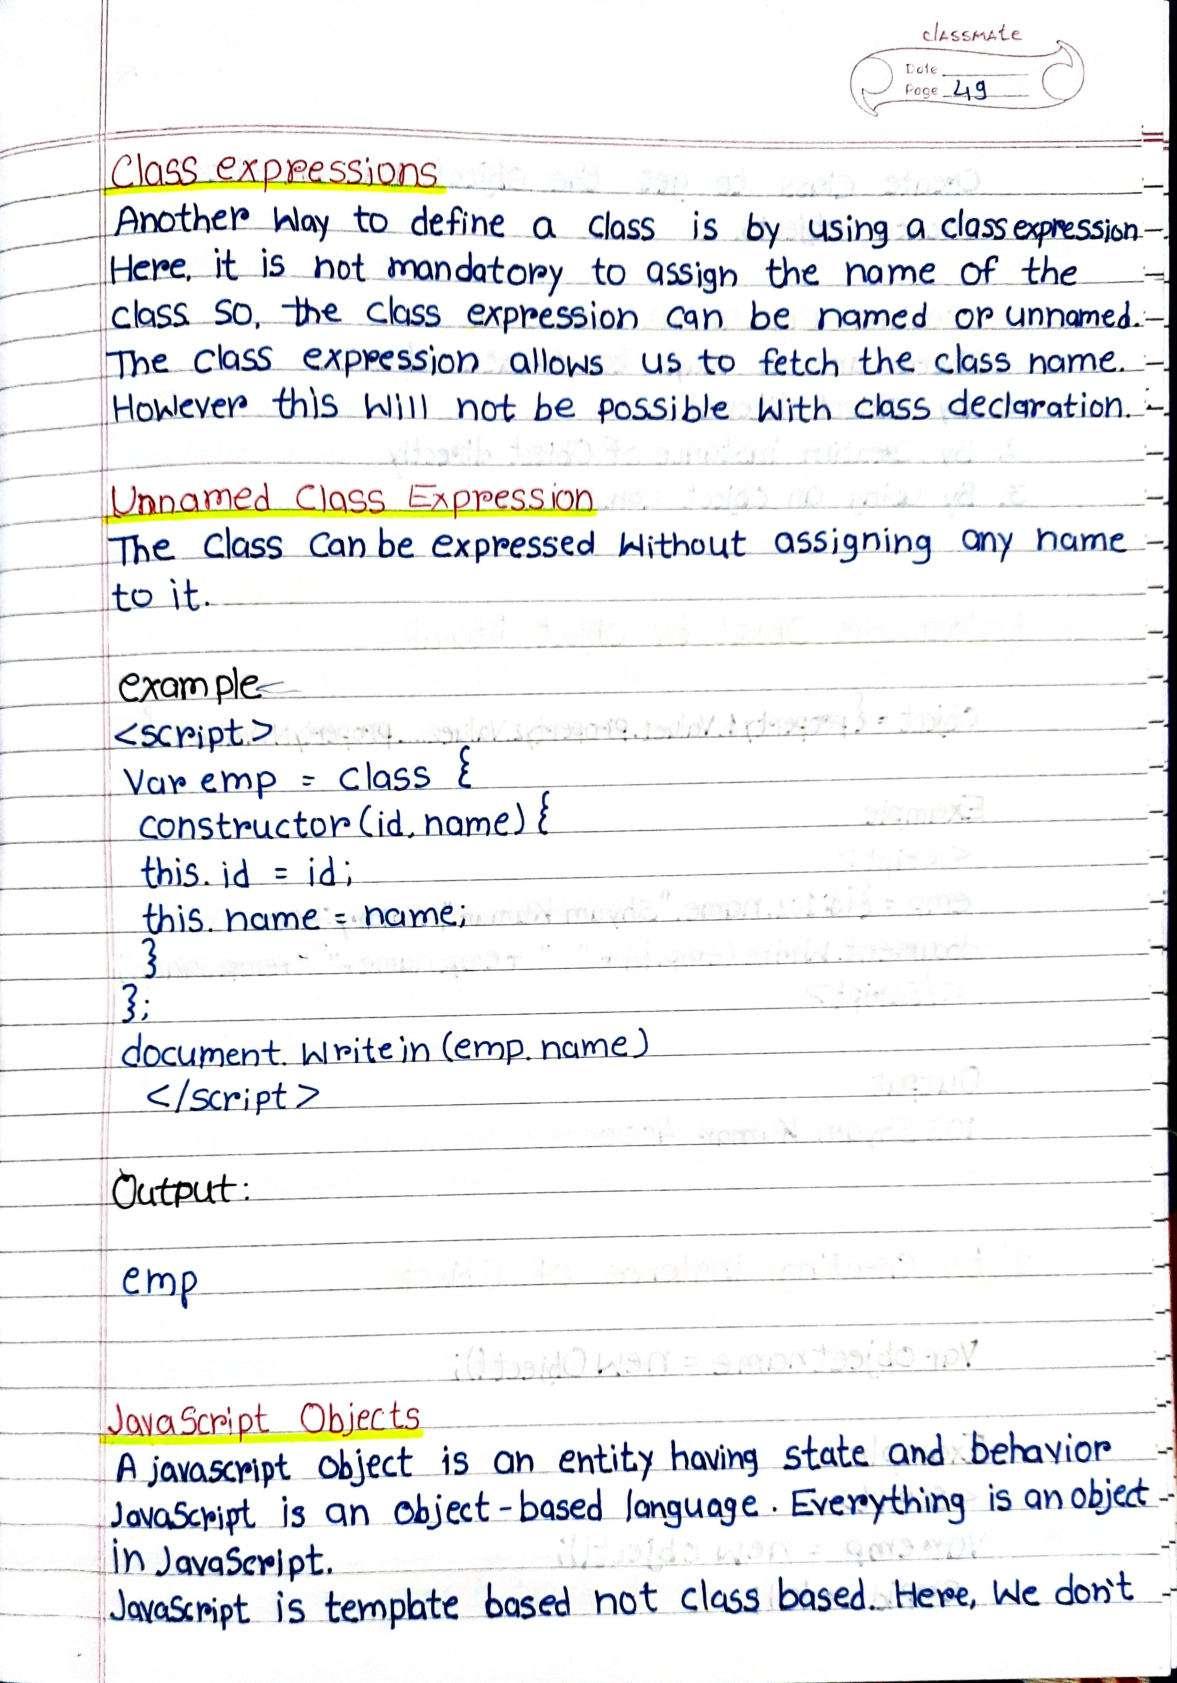 classmate
Date
Page 49
Class expressions
Another Way to define a class is by using a class expression
Here, it is not mandatory to assign the name of the
class so, the class expression can be named or unnamed.
The class expression allows us to fetch the class name.
However this Will not be possible With class declaration.
Unnamed Class Expression
The Class Can be expressed Without assigning any name
to it.
example
<script>
Var emp = class {
constructor (id, name) {
this. id = id;
this. name = name;
}
};
document. Writein (emp. name)
</script>
Output:
emp
JavaScript Objects
A javascript object is an entity having state and behavior
JavaScript is an object-based language. Everything is an object
in JavaScript.
JavaScript is template based not class based. Here, We don't